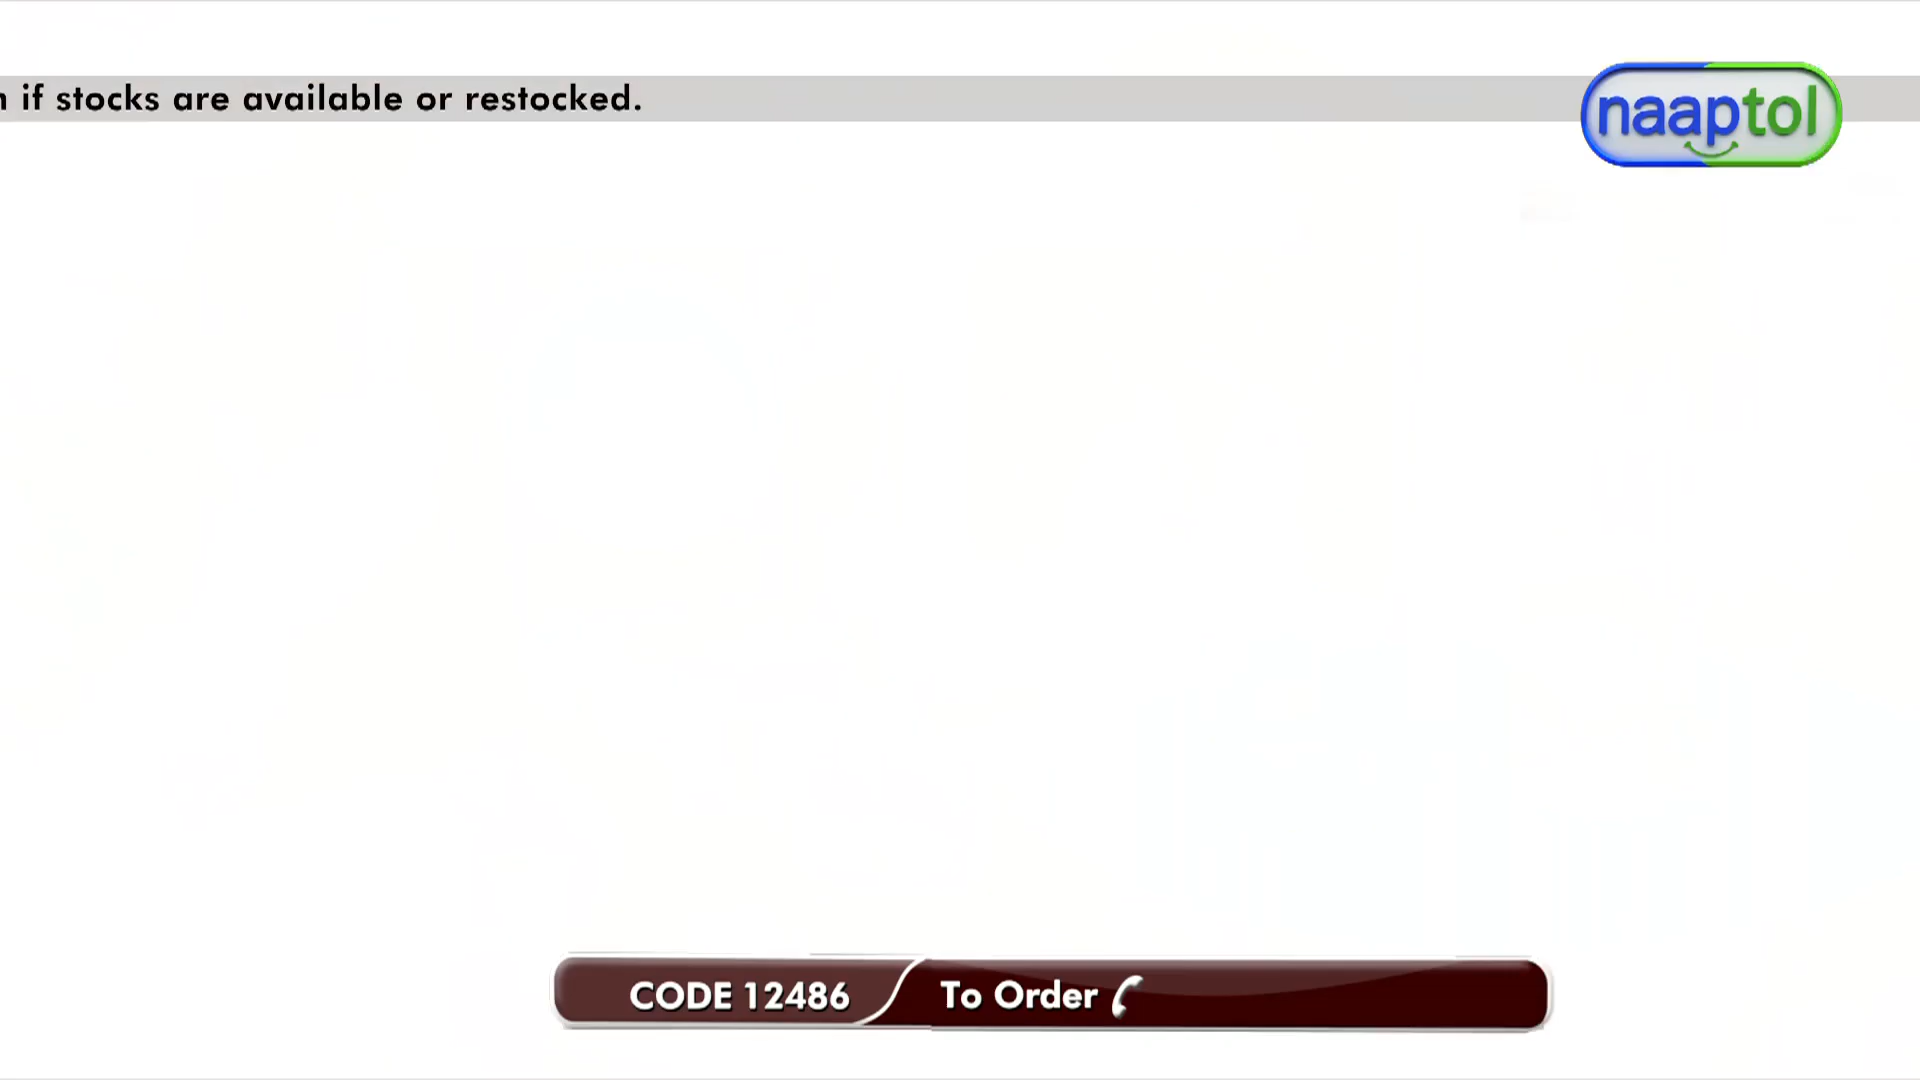 if stocks are available or restocked.
naaptol
CODE 12486 To Order